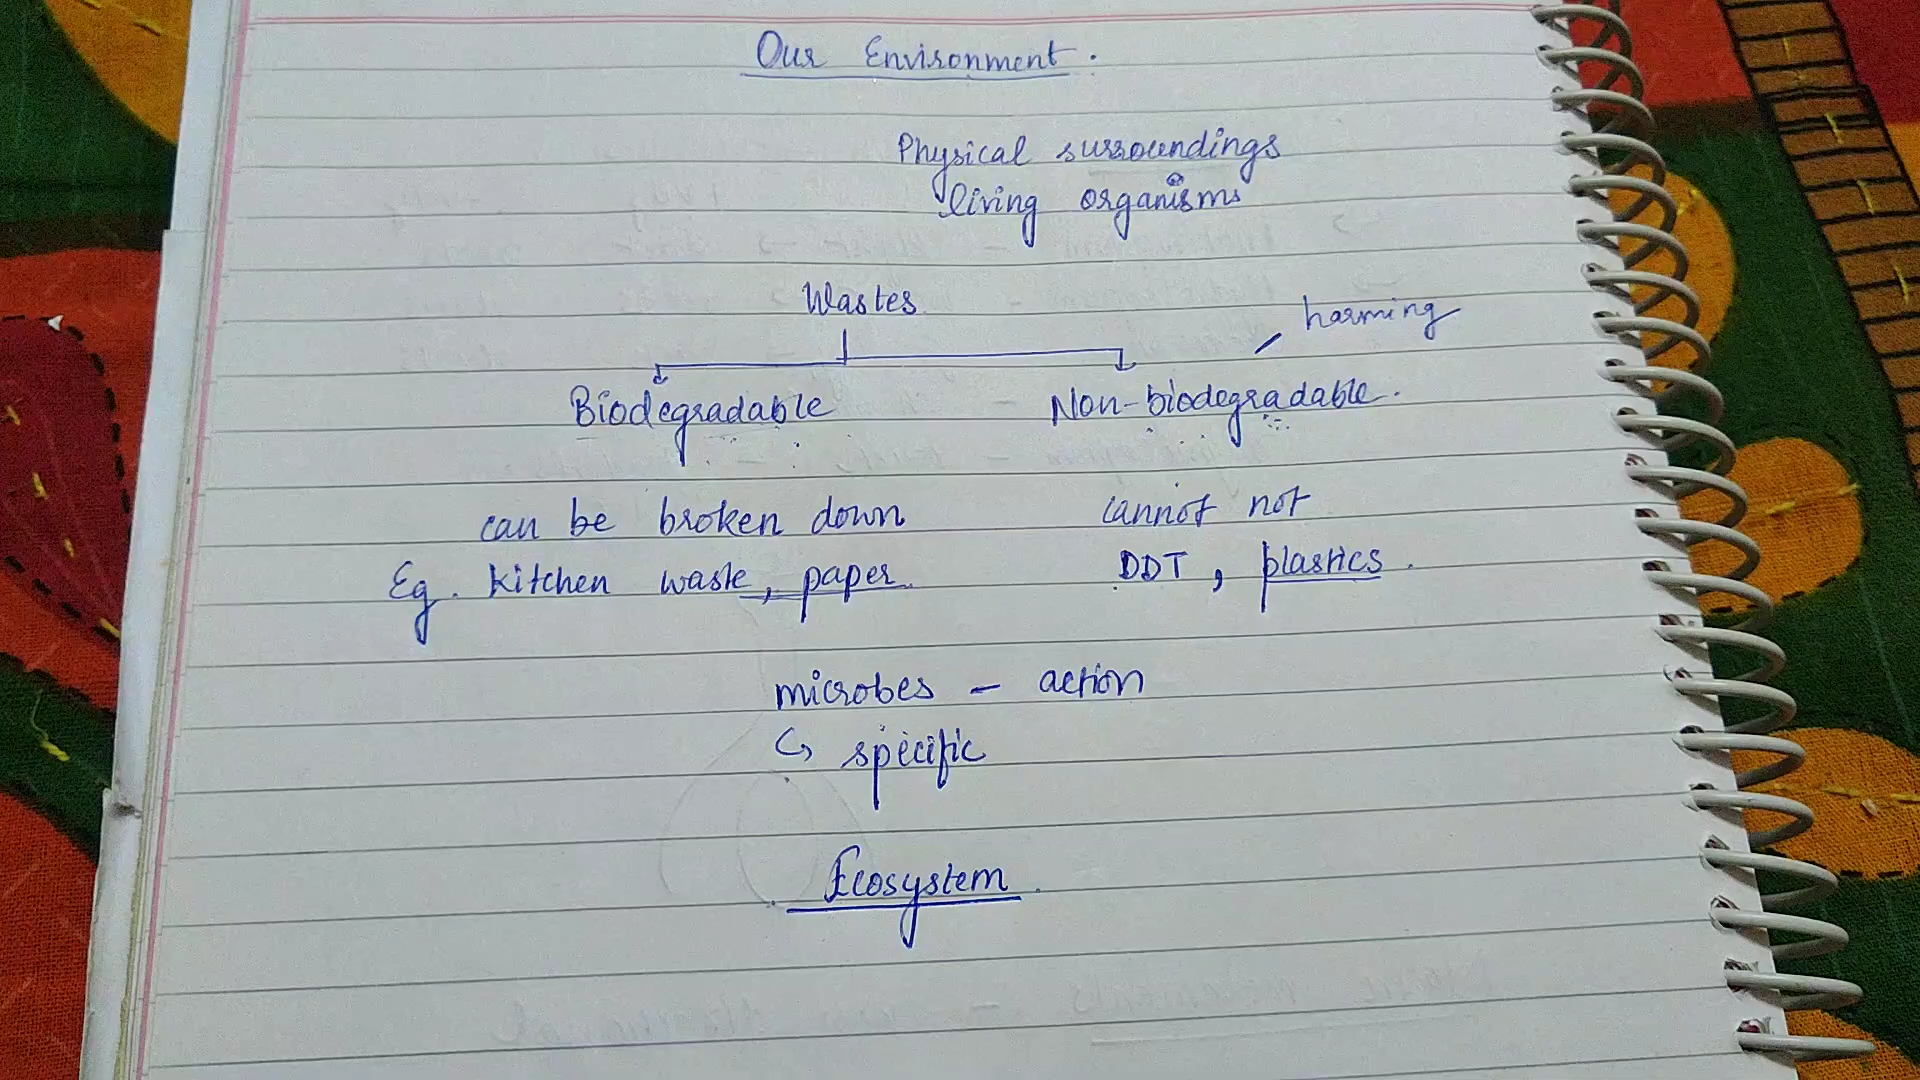 Our Environment.
Physical surroundings
living organisms
Wastes
harming
Biodegradable Non-biodegradable.
can be broken down cannot not
Eg. kitchen waste, paper. DDT, plastics.
microbes - action
↳ specific
Ecosystem.